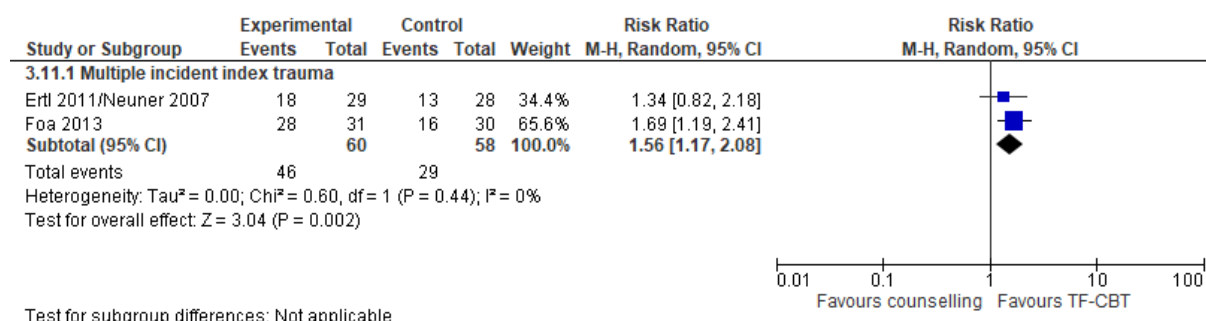 Experimental Control Risk Ratio Risk Ratio
Study or Subgroup Events Total Events Total Weight M-H, Random, 95% CI M-H, Random, 95% CI
3.11.1 Multiple incident index trauma
Ertl 2011/Neuner 2007 18 29 13 28 34.4% 1.34 [0.82, 2.18]
Foa 2013 28 31 16 30 65.6% 1.69 [1.19, 2.41]
Subtotal (95% CI) 60 58 100.0% 1.56 [1.17, 2.08]
Total events 46 29
Heterogeneity: Tau² = 0.00; Chi² = 0.60, df = 1 (P = 0.44); I² = 0%
Test for overall effect: Z = 3.04 (P = 0.002)
0.01 0.1 1 10 100
Favours counselling Favours TF-CBT
Test for subgroup differences: Not applicable